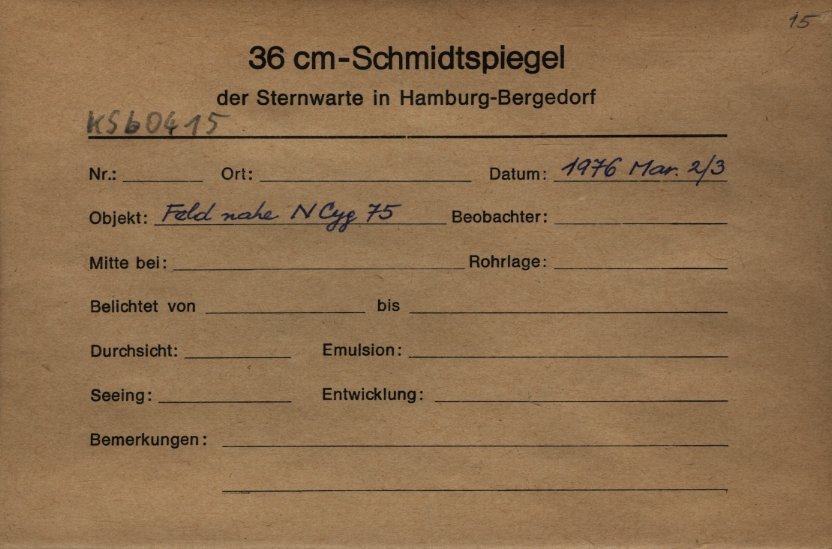 15
36 cm-Schmidtspiegel
der Sternwarte in Hamburg-Bergedorf
KSb0415
Nr.: Ort: Datum: 1976 Mar. 2/3
Objekt: Feld nahe N Cyg 75 Beobachter:
Mitte bei: Rohrlage:
Belichtet von bis
Durchsicht: Emulsion:
Seeing: Entwicklung:
Bemerkungen: